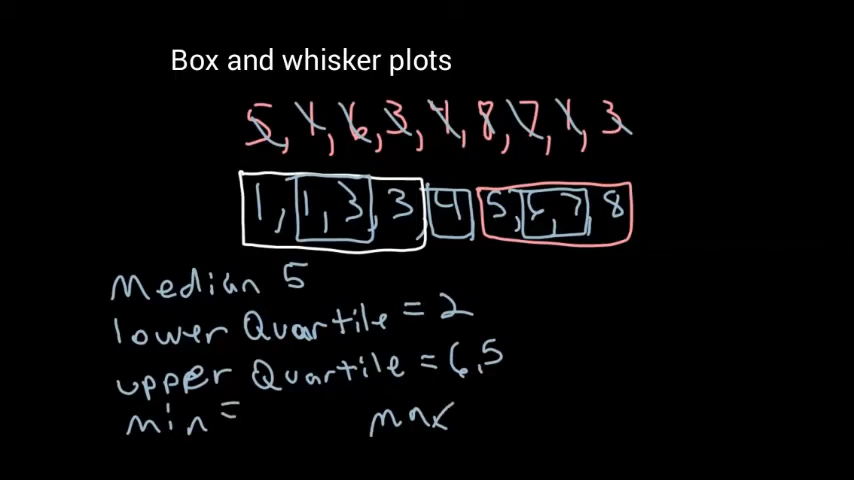 Box and whisker plots
5, 1, 6, 3, 4, 8, 7, 1, 3
1, 1, 3, 3, 4, 5, 6, 7, 8
Median 5
lower Quartile = 2
upper Quartile = 6,5
min = max